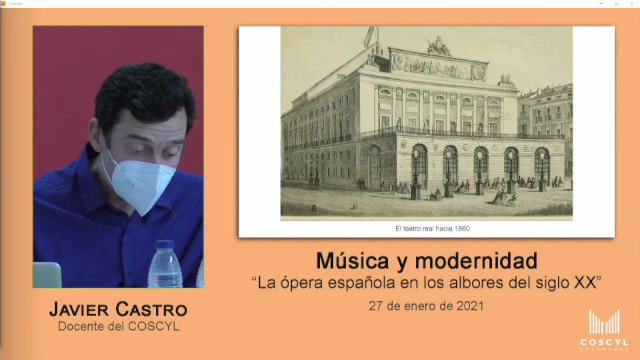 El teatro real hacia 1860
Música y modernidad
“La ópera española en los albores del siglo XX”
27 de enero de 2021
JAVIER CASTRO
Docente del COSCYL
COSCYL
SALAMANCA